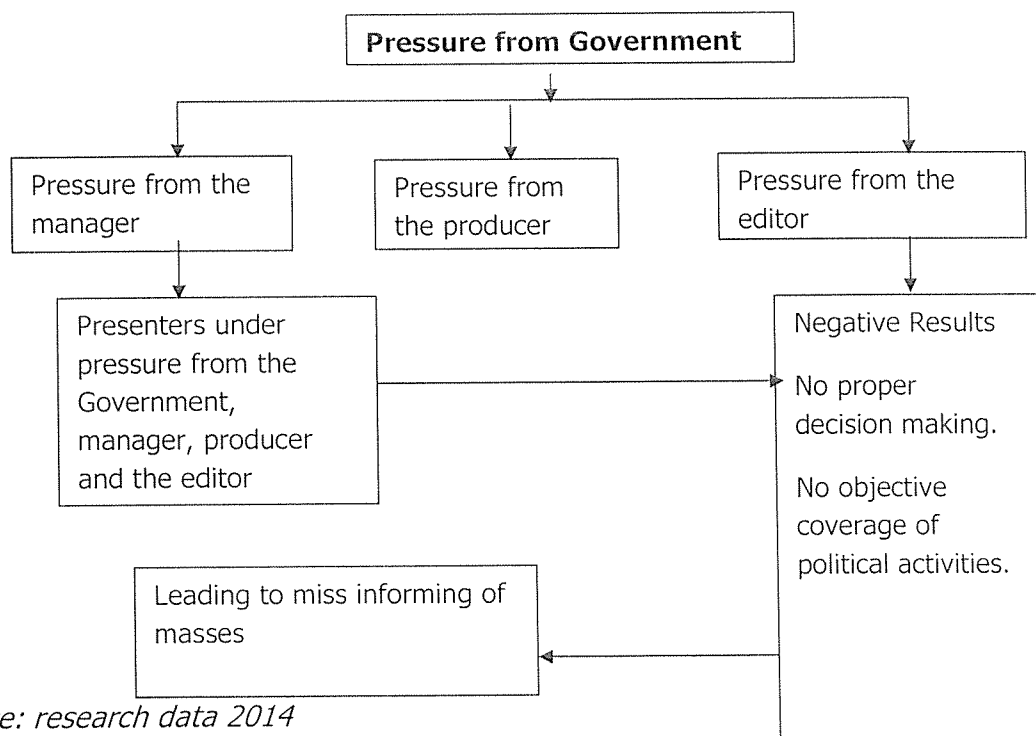 Pressure from Government
Pressure from the
manager
Pressure from
the producer
Pressure from the
editor
Presenters under
pressure from the
Government,
manager, producer
and the editor
Negative Results
No proper
decision making.
No objective
coverage of
political activities.
Leading to miss informing of
masses
e: research data 2014